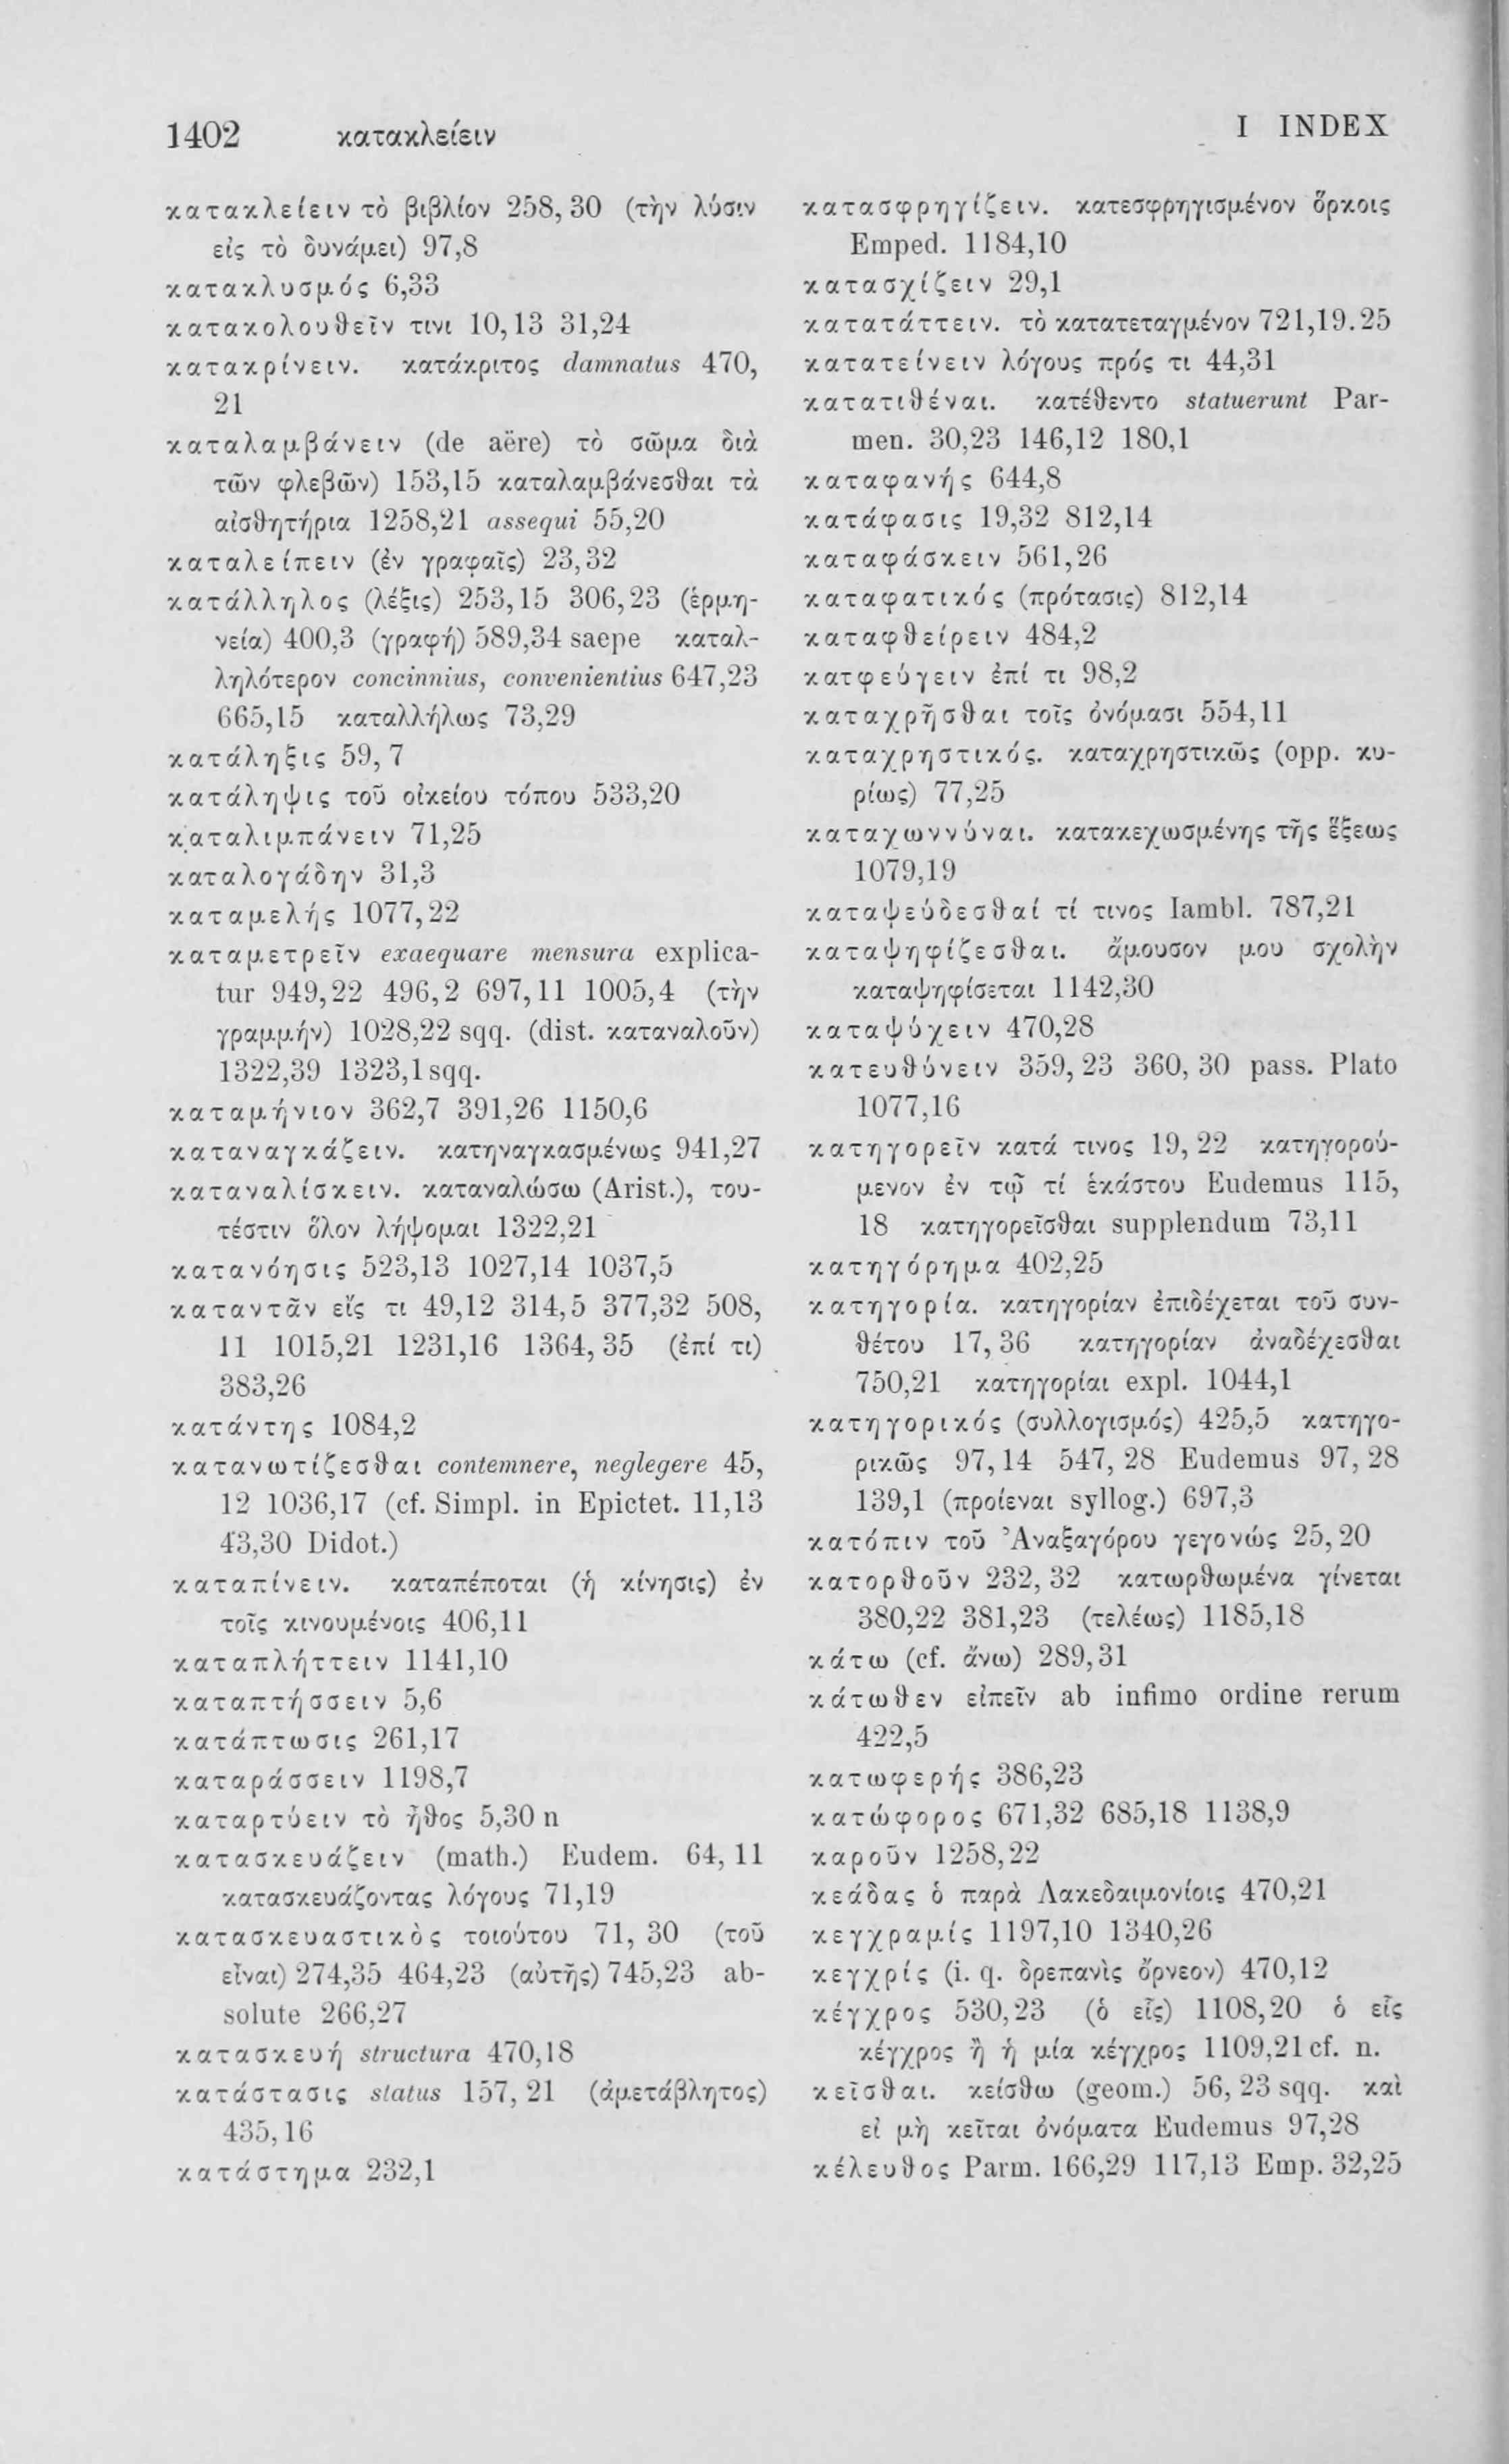 1402 κατακλείειν
I INDEX
κατακλείειν τὸ βιβλίον 258,30 (τὴν λύσιν
εἰς τὸ δυνάμει) 97,8
κατακλυσμός 6,33
κατακολουθεῖν τινι 10,13 31,24
κατακρίνειν. κατάκριτος damnatus 470,
21
καταλαμβάνειν (de aëre) τὸ σῶμα διὰ
τῶν φλεβῶν) 153,15 καταλαμβάνεσθαι τὰ
αἰσθητήρια 1258,21 assequi 55,20
καταλείπειν (ἐν γραφαῖς) 23,32
κατάλληλος (λέξις) 253,15 306,23 (ἑρμη-
νεία) 400,3 (γραφή) 589,34 saepe καταλ-
ληλότερον concinnius, convenientius 647,23
665,15 καταλλήλως 73,29
κατάληξις 59,7
κατάληψις τοῦ οἰκείου τόπου 533,20
καταλιμπάνειν 71,25
καταλογάδην 31,3
καταμελής 1077,22
καταμετρεῖν exaequare mensura explica-
tur 949,22 496,2 697,11 1005,4 (τὴν
γραμμήν) 1028,22 sqq. (dist. καταναλοῦν)
1322,39 1323,1 sqq.
καταμήνιον 362,7 391,26 1150,6
καταναγκάζειν. κατηναγκασμένως 941,27
καταναλίσκειν. καταναλώσω (Arist.), του-
τέστιν ὅλον λήψομαι 1322,21
κατανόησις 523,13 1027,14 1037,5
καταντᾶν εἴς τι 49,12 314,5 377,32 508,
11 1015,21 1231,16 1364,35 (ἐπί τι)
383,26
κατάντης 1084,2
κατανωτίζεσθαι contemnere, neglegere 45,
12 1036,17 (cf. Simpl. in Epictet. 11,13
43,30 Didot.)
καταπίνειν. καταπέποται (ἡ κίνησις) ἐν
τοῖς κινουμένοις 406,11
καταπλήττειν 1141,10
καταπτήσσειν 5,6
κατάπτωσις 261,17
καταράσσειν 1198,7
καταρτύειν τὸ ἦθος 5,30 n
κατασκευάζειν (math.) Eudem. 64,11
κατασκευάζοντας λόγους 71,19
κατασκευαστικὸς τοιούτου 71,30 (τοῦ
εἶναι) 274,35 464,23 (αὐτῆς) 745,23 ab-
solute 266,27
κατασκευή structura 470,18
κατάστασις status 157,21 (ἀμετάβλητος)
435,16
κατάστημα 232,1
κατασφρηγίζειν. κατεσφρηγισμένον ὅρκοις
Emped. 1184,10
κατασχίζειν 29,1
κατατάττειν. τὸ κατατεταγμένον 721,19.25
κατατείνειν λόγους πρός τι 44,31
κατατιθέναι. κατέθεντο statuerunt Par-
men. 30,23 146,12 180,1
καταφανής 644,8
κατάφασις 19,32 812,14
καταφάσκειν 561,26
καταφατικός (πρότασις) 812,14
καταφθείρειν 484,2
κατφεύγειν ἐπί τι 98,2
καταχρῆσθαι τοῖς ὀνόμασι 554,11
καταχρηστικός. καταχρηστικῶς (opp. κυ-
ρίως) 77,25
καταχωννύναι. κατακεχωσμένης τῆς ἕξεως
1079,19
καταψεύδεσθαί τί τινος Iambl. 787,21
καταψηφίζεσθαι. ἄμουσον μου σχολὴν
καταψηφίσεται 1142,30
καταψύχειν 470,28
κατευθύνειν 359,23 360,30 pass. Plato
1077,16
κατηγορεῖν κατά τινος 19,22 κατηγορού-
μενον ἐν τῷ τί ἑκάστου Eudemus 115,
18 κατηγορεῖσθαι supplendum 73,11
κατηγόρημα 402,25
κατηγορία. κατηγορίαν ἐπιδέχεται τοῦ συν-
θέτου 17,36 κατηγορίαν ἀναδέχεσθαι
750,21 κατηγορίαι expl. 1044,1
κατηγορικός (συλλογισμός) 425,5 κατηγο-
ρικῶς 97,14 547,28 Eudemus 97,28
139,1 (προϊέναι syllog.) 697,3
κατόπιν τοῦ Ἀναξαγόρου γεγονώς 25,20
κατορθοῦν 232,32 κατωρθωμένα γίνεται
380,22 381,23 (τελέως) 1185,18
κάτω (cf. ἄνω) 289,31
κάτωθεν εἰπεῖν ab infimo ordine rerum
422,5
κατωφερής 386,23
κατώφορος 671,32 685,18 1138,9
καροῦν 1258,22
κεάδας ὁ παρὰ Λακεδαιμονίοις 470,21
κεγχραμίς 1197,10 1340,26
κεγχρίς (i. q. δρεπανὶς ὄρνεον) 470,12
κέγχρος 530,23 (ὁ εἷς) 1108,20 ὁ εἷς
κέγχρος ἢ ἡ μία κέγχρος 1109,21 cf. n.
κεῖσθαι. κείσθω (geom.) 56,23 sqq. καὶ
εἰ μὴ κεῖται ὀνόματα Eudemus 97,28
κέλευθος Parm. 166,29 117,13 Emp. 32,25